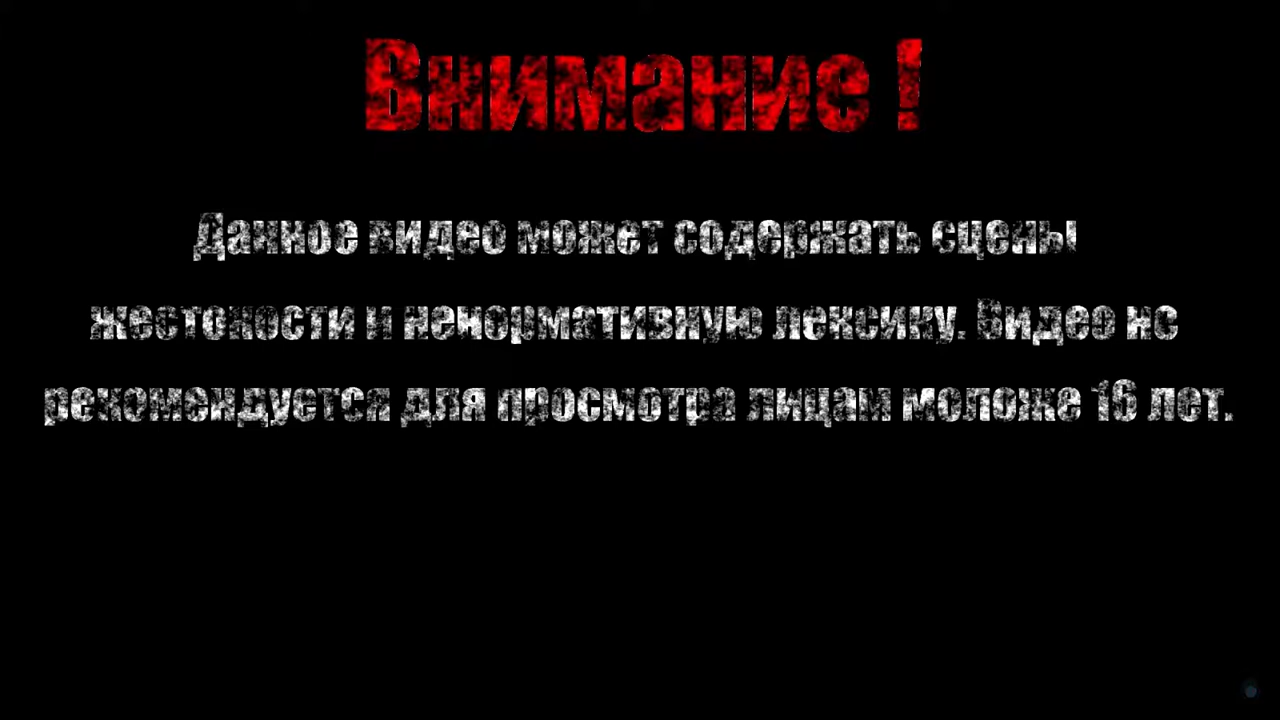 Внимание !
Данное видео может содержать сцены
жестокости и ненормативную лексику. Видео не
рекомендуется для просмотра лицам моложе 16 лет.